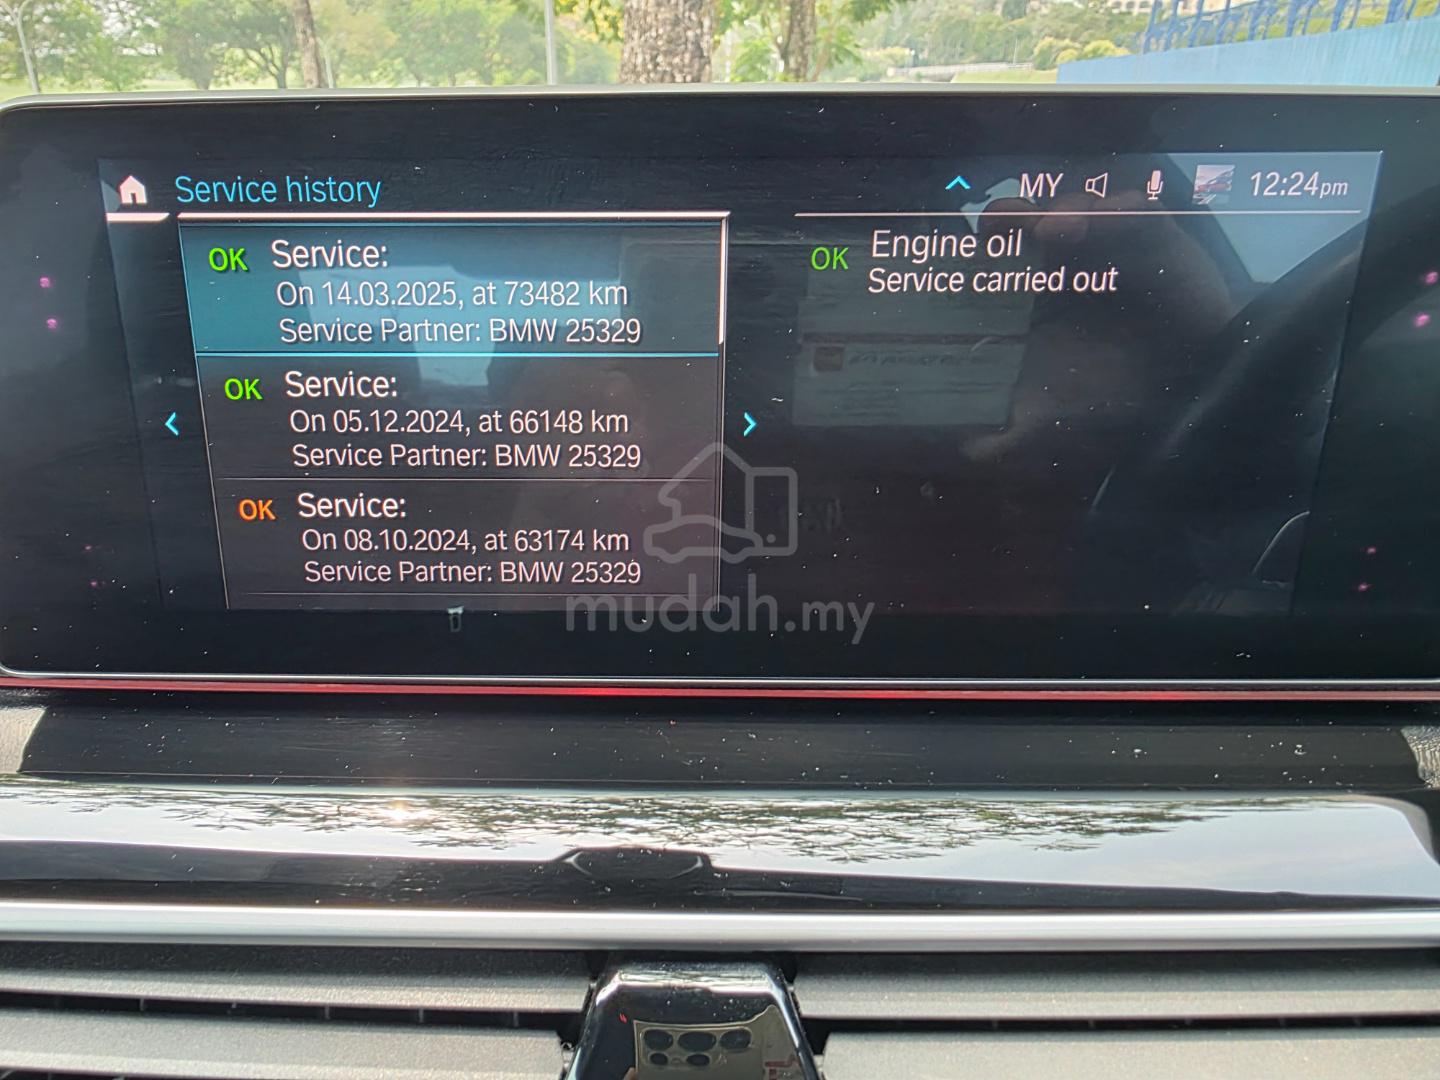 Service history
MY
12:24pm
OK Service:
On 14.03.2025, at 73482 km
Service Partner: BMW 25329
OK Service:
On 05.12.2024, at 66148 km
Service Partner: BMW 25329
OK Service:
On 08.10.2024, at 63174 km
Service Partner: BMW 25329
OK Engine oil
Service carried out
mudah.my